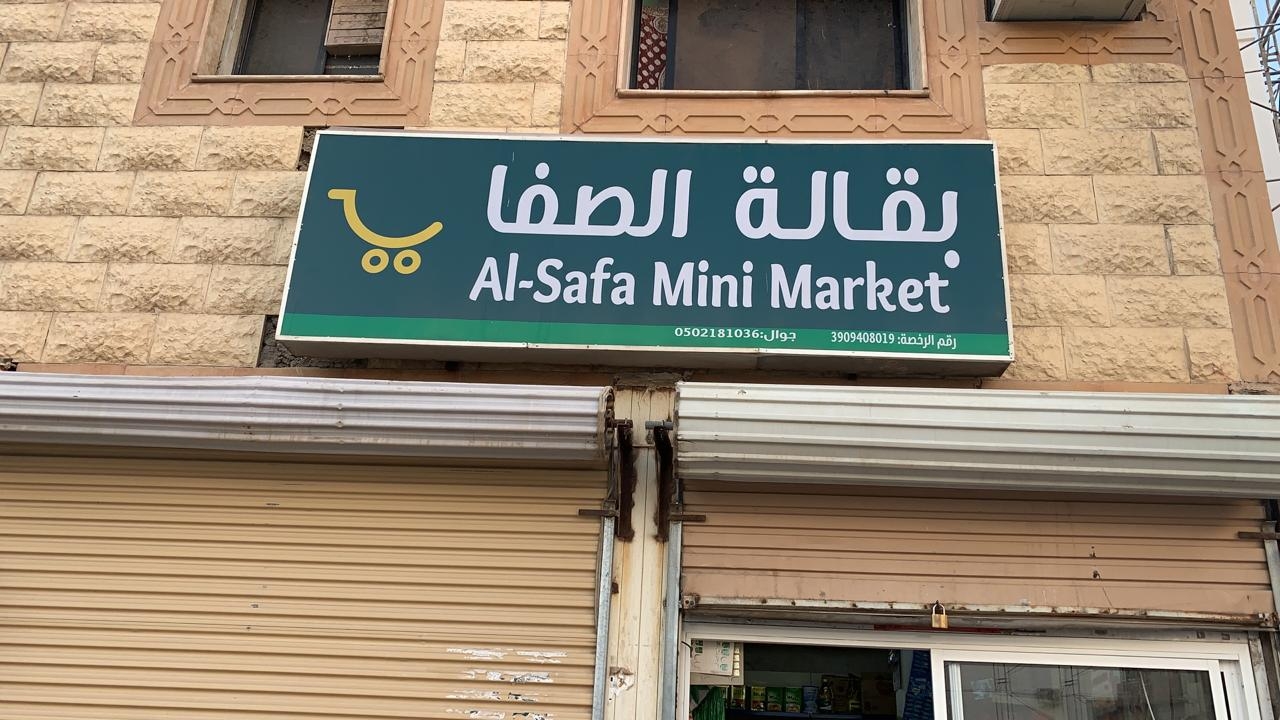 بقالة الصفا
Al-Safa Mini Market
رقم الرخصة: 3909408019 جوال:0502181036